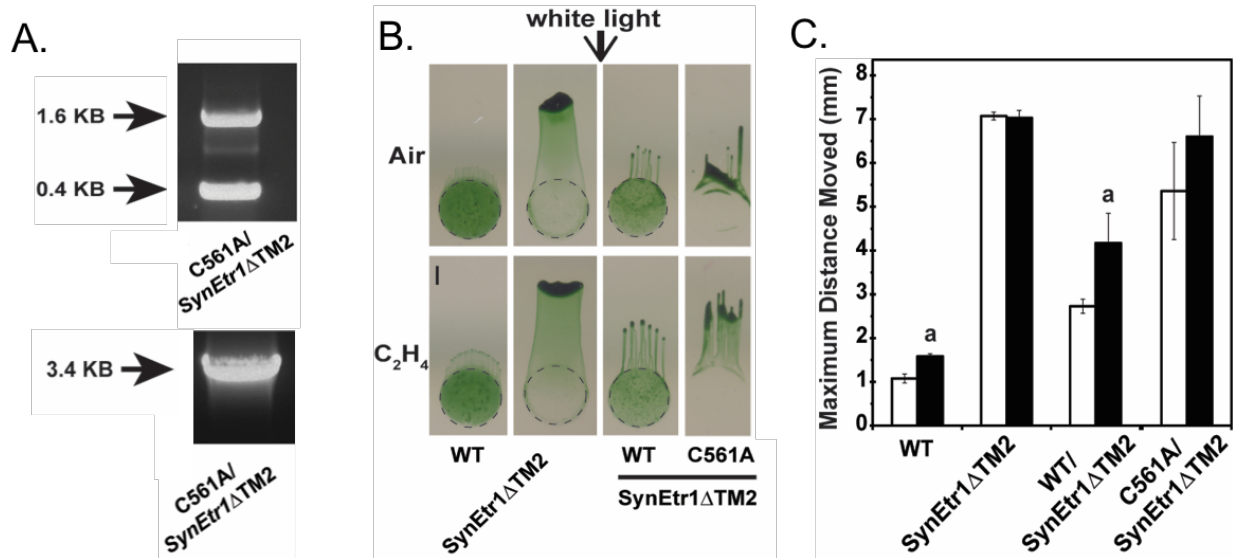 A.
1.6 KB
0.4 KB
C561A/
SynEtr1ΔTM2
3.4 KB
C561A/
SynEtr1ΔTM2
B.
white light
Air
C₂H₄
WT
SynEtr1ΔTM2
WT
C561A
SynEtr1ΔTM2
C.
Maximum Distance Moved (mm)
8
7
6
5
4
3
2
1
0
a
a
WT
SynEtr1ΔTM2
WT/
SynEtr1ΔTM2
C561A/
SynEtr1ΔTM2